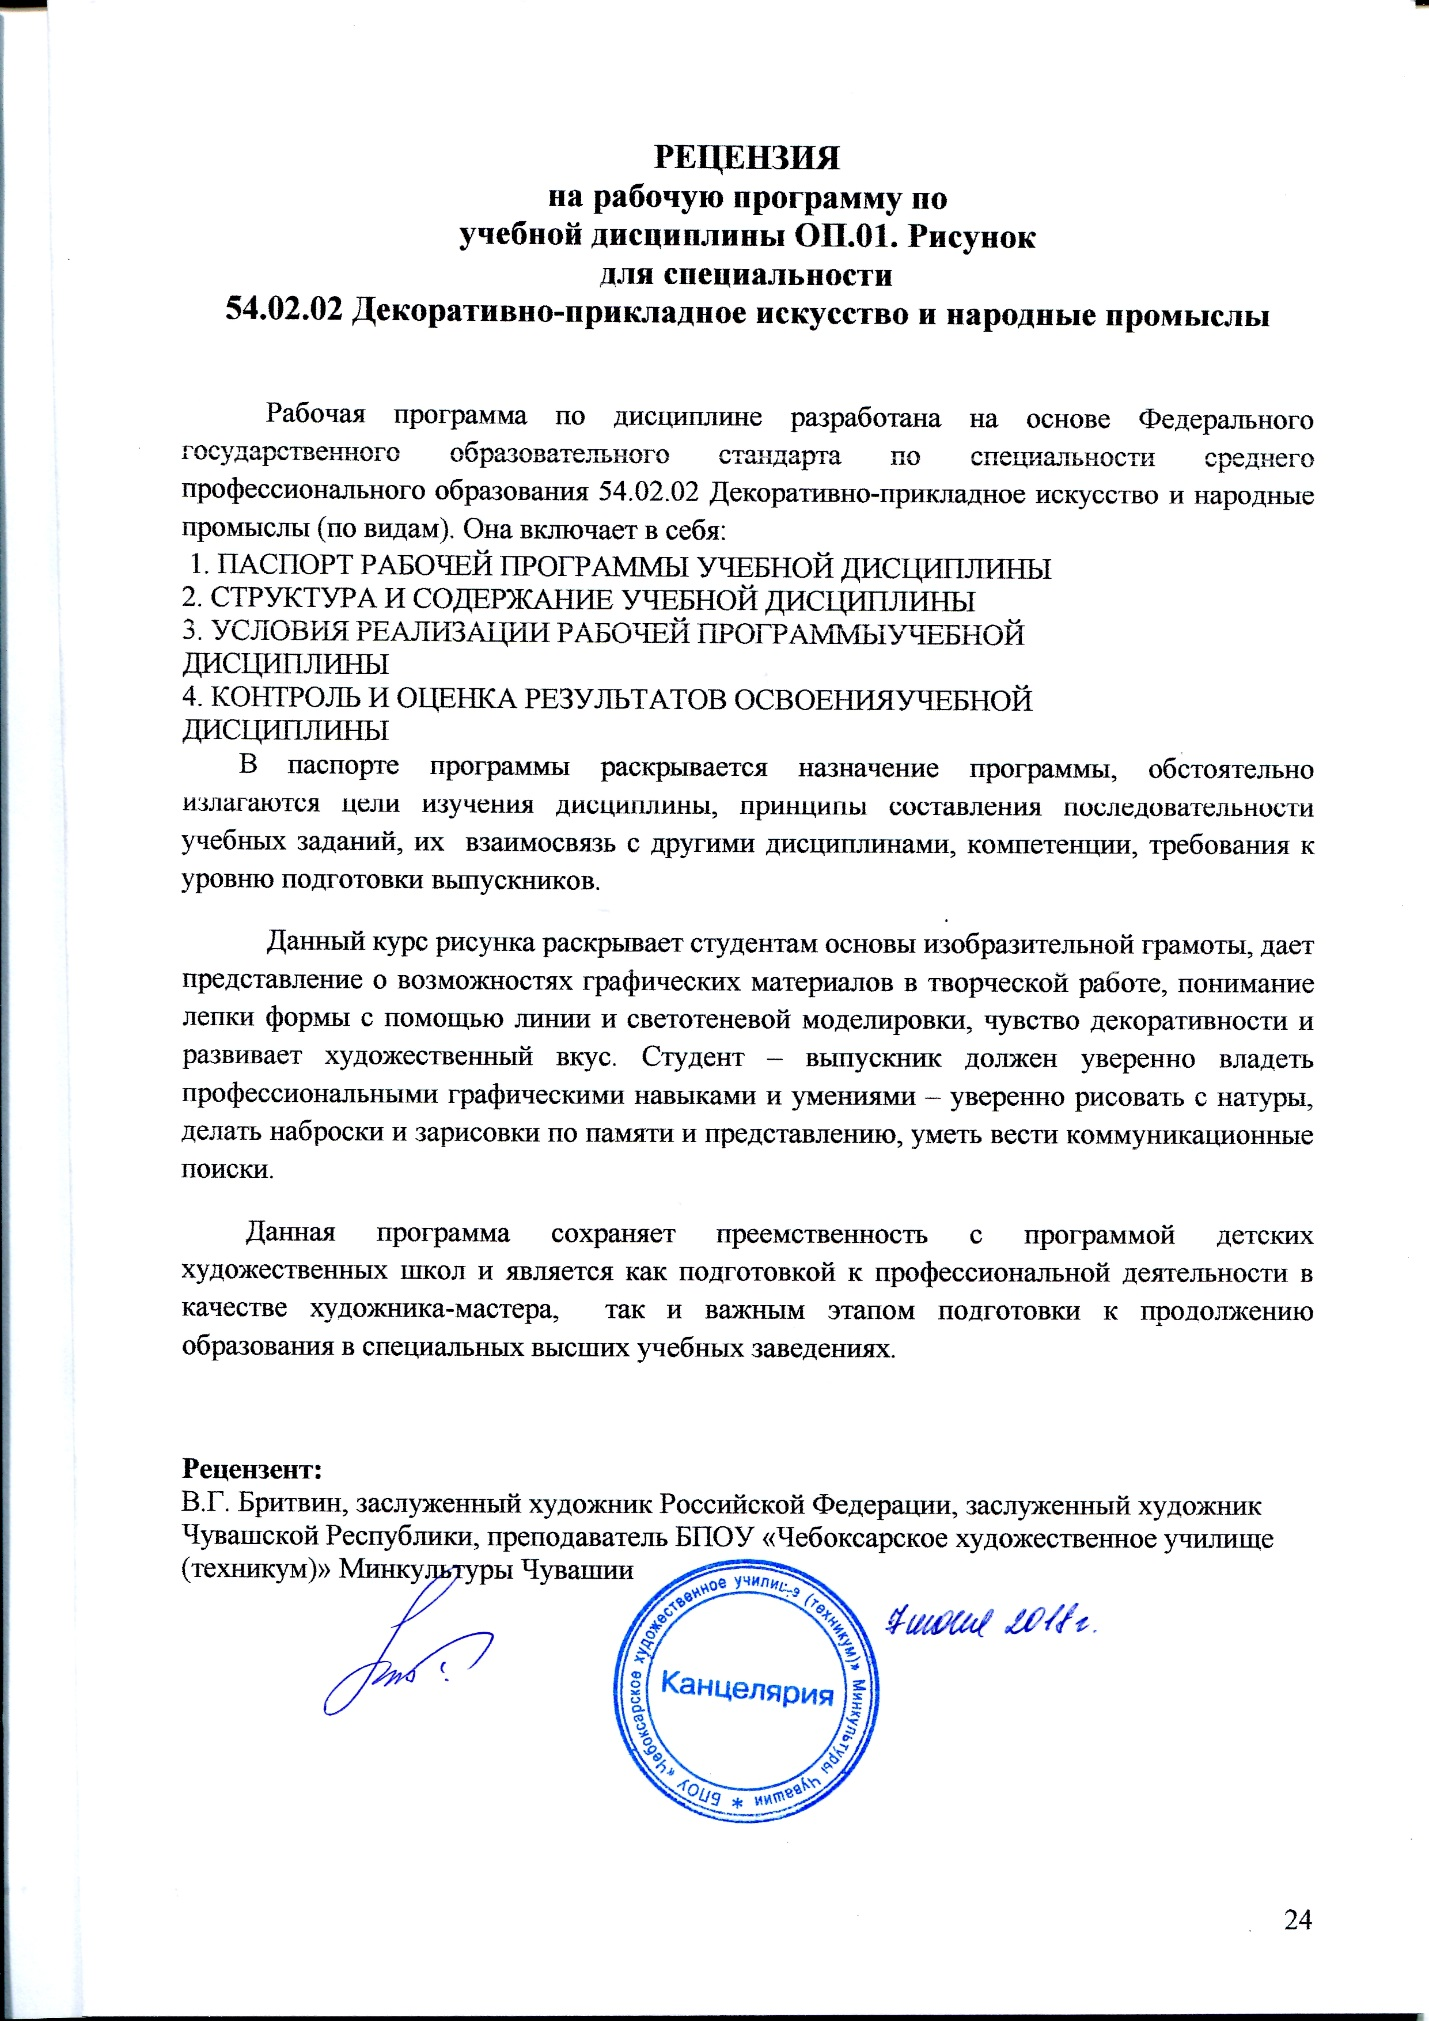 РЕЦЕНЗИЯ
на рабочую программу по
учебной дисциплины ОП.01. Рисунок
для специальности
54.02.02 Декоративно-прикладное искусство и народные промыслы
Рабочая программа по дисциплине разработана на основе Федерального
государственного образовательного стандарта по специальности среднего
профессионального образования 54.02.02 Декоративно-прикладное искусство и народные
промыслы (по видам). Она включает в себя:
1. ПАСПОРТ РАБОЧЕЙ ПРОГРАММЫ УЧЕБНОЙ ДИСЦИПЛИНЫ
2. СТРУКТУРА И СОДЕРЖАНИЕ УЧЕБНОЙ ДИСЦИПЛИНЫ
3. УСЛОВИЯ РЕАЛИЗАЦИИ РАБОЧЕЙ ПРОГРАММЫУЧЕБНОЙ
ДИСЦИПЛИНЫ
4. КОНТРОЛЬ И ОЦЕНКА РЕЗУЛЬТАТОВ ОСВОЕНИЯУЧЕБНОЙ
ДИСЦИПЛИНЫ
В паспорте программы раскрывается назначение программы, обстоятельно
излагаются цели изучения дисциплины, принципы составления последовательности
учебных заданий, их взаимосвязь с другими дисциплинами, компетенции, требования к
уровню подготовки выпускников.
Данный курс рисунка раскрывает студентам основы изобразительной грамоты, дает
представление о возможностях графических материалов в творческой работе, понимание
лепки формы с помощью линии и светотеневой моделировки, чувство декоративности и
развивает художественный вкус. Студент – выпускник должен уверенно владеть
профессиональными графическими навыками и умениями – уверенно рисовать с натуры,
делать наброски и зарисовки по памяти и представлению, уметь вести коммуникационные
поиски.
Данная программа сохраняет преемственность с программой детских
художественных школ и является как подготовкой к профессиональной деятельности в
качестве художника-мастера, так и важным этапом подготовки к продолжению
образования в специальных высших учебных заведениях.
Рецензент:
В.Г. Бритвин, заслуженный художник Российской Федерации, заслуженный художник
Чувашской Республики, преподаватель БПОУ «Чебоксарское художественное училище
(техникум)» Минкультуры Чувашии
БПОУ «Чебоксарское художественное училище (техникум)» Минкультуры Чувашии *
Канцелярия
2018 г.
24